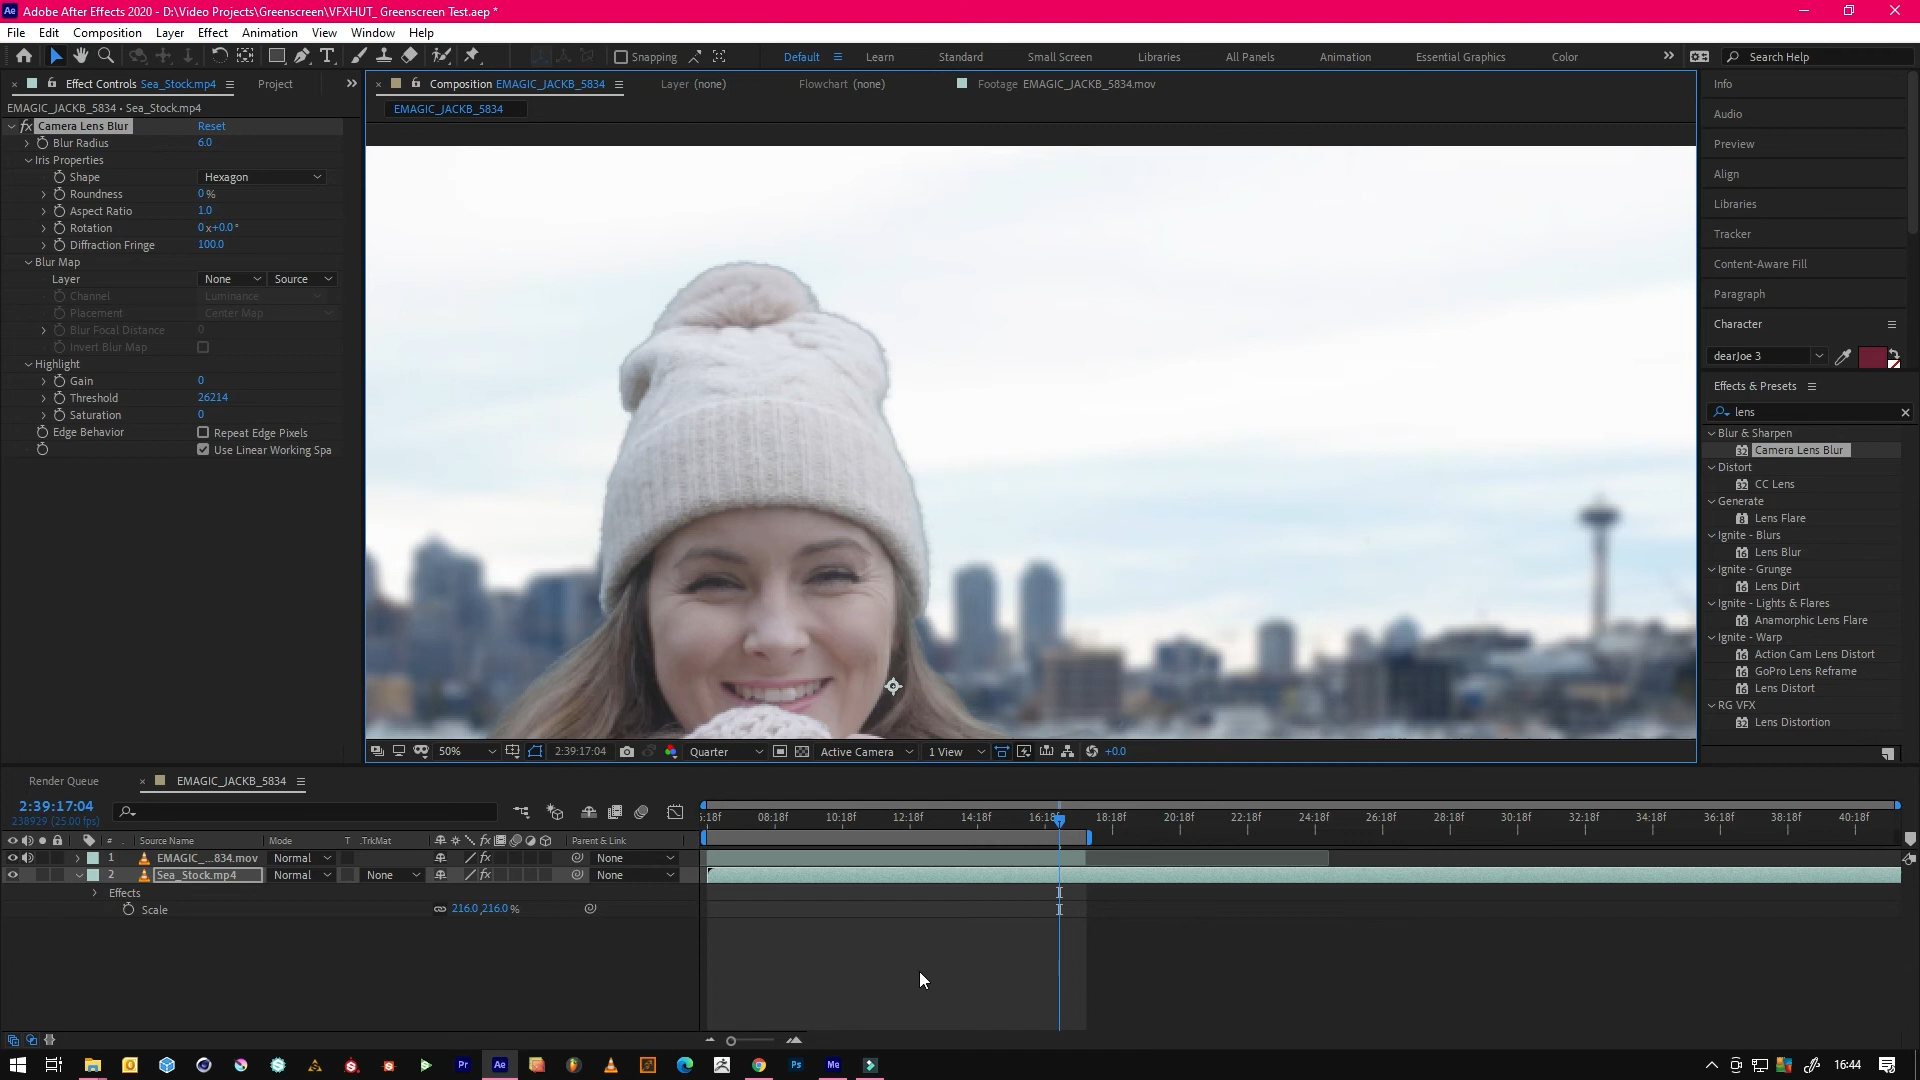 Adobe After Effects 2020 - D:\Video Projects\Greenscreen\VFXHUT_ Greenscreen Test.aep *
File Edit Composition Layer Effect Animation View Window Help
Snapping Default Learn Standard Small Screen Libraries All Panels Animation Essential Graphics Color Search Help
Effect Controls Sea_Stock.mp4 Project
Composition EMAGIC_JACKB_5834 Layer (none) Flowchart (none) Footage EMAGIC_JACKB_5834.mov
EMAGIC_JACKB_5834 • Sea_Stock.mp4
EMAGIC_JACKB_5834
fx Camera Lens Blur Reset
Blur Radius 6.0
Iris Properties
Shape Hexagon
Roundness 0 %
Aspect Ratio 1.0
Rotation 0 x+0.0 °
Diffraction Fringe 100.0
Blur Map
Layer None Source
Channel Luminance
Placement Center Map
Blur Focal Distance 0
Invert Blur Map
Highlight
Gain 0
Threshold 26214
Saturation 0
Edge Behavior Repeat Edge Pixels
Use Linear Working Spa
Info
Audio
Preview
Align
Libraries
Tracker
Content-Aware Fill
Paragraph
Character
dearJoe 3
Effects & Presets
lens
Blur & Sharpen
Camera Lens Blur
Distort
CC Lens
Generate
Lens Flare
Ignite - Blurs
Lens Blur
Ignite - Grunge
Lens Dirt
Ignite - Lights & Flares
Anamorphic Lens Flare
Ignite - Warp
Action Cam Lens Distort
GoPro Lens Reframe
Lens Distort
RG VFX
Lens Distortion
50% 2:39:17:04 Quarter Active Camera 1 View +0.0
Render Queue EMAGIC_JACKB_5834
2:39:17:04
238929 (25.00 fps)
5:18f 08:18f 10:18f 12:18f 14:18f 16:18f 18:18f 20:18f 22:18f 24:18f 26:18f 28:18f 30:18f 32:18f 34:18f 36:18f 38:18f 40:18f
# Source Name Mode T .TrkMat Parent & Link
1 EMAGIC_...834.mov Normal None
2 Sea_Stock.mp4 Normal None None
Effects
Scale 216.0,216.0 %
16:44